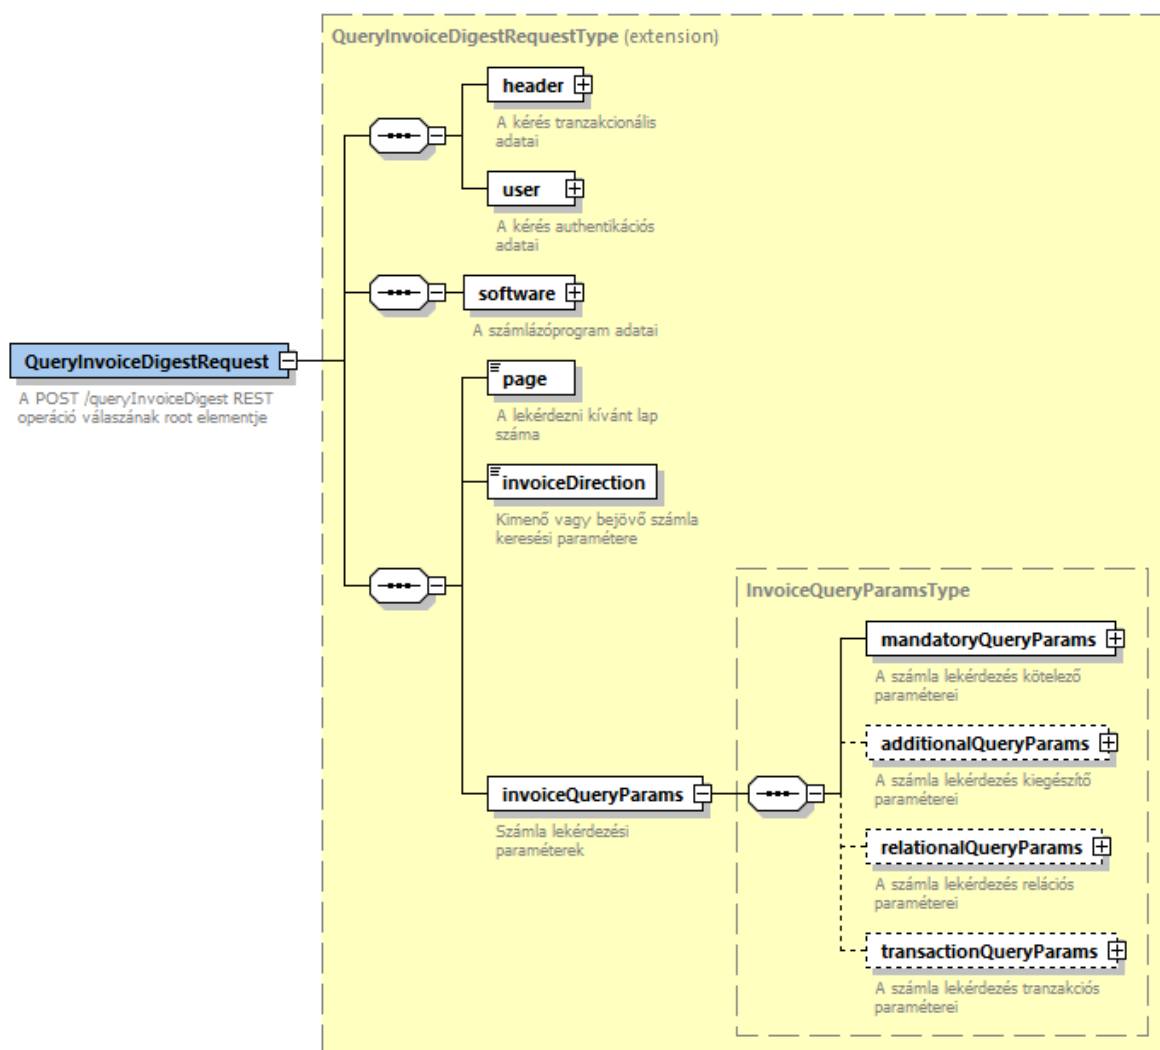 QueryInvoiceDigestRequestType (extension)
header
A kérés tranzakcionális
adatai
user
A kérés authentikációs
adatai
software
A számlázóprogram adatai
QueryInvoiceDigestRequest
A POST /queryInvoiceDigest REST
operáció válaszának root elementje
page
A lekérdezni kívánt lap
száma
invoiceDirection
Kimenő vagy bejövő számla
keresési paramétere
InvoiceQueryParamsType
mandatoryQueryParams
A számla lekérdezés kötelező
paraméterei
additionalQueryParams
A számla lekérdezés kiegészítő
paraméterei
invoiceQueryParams
Számla lekérdezési
paraméterek
relationalQueryParams
A számla lekérdezés relációs
paraméterei
transactionQueryParams
A számla lekérdezés tranzakciós
paraméterei